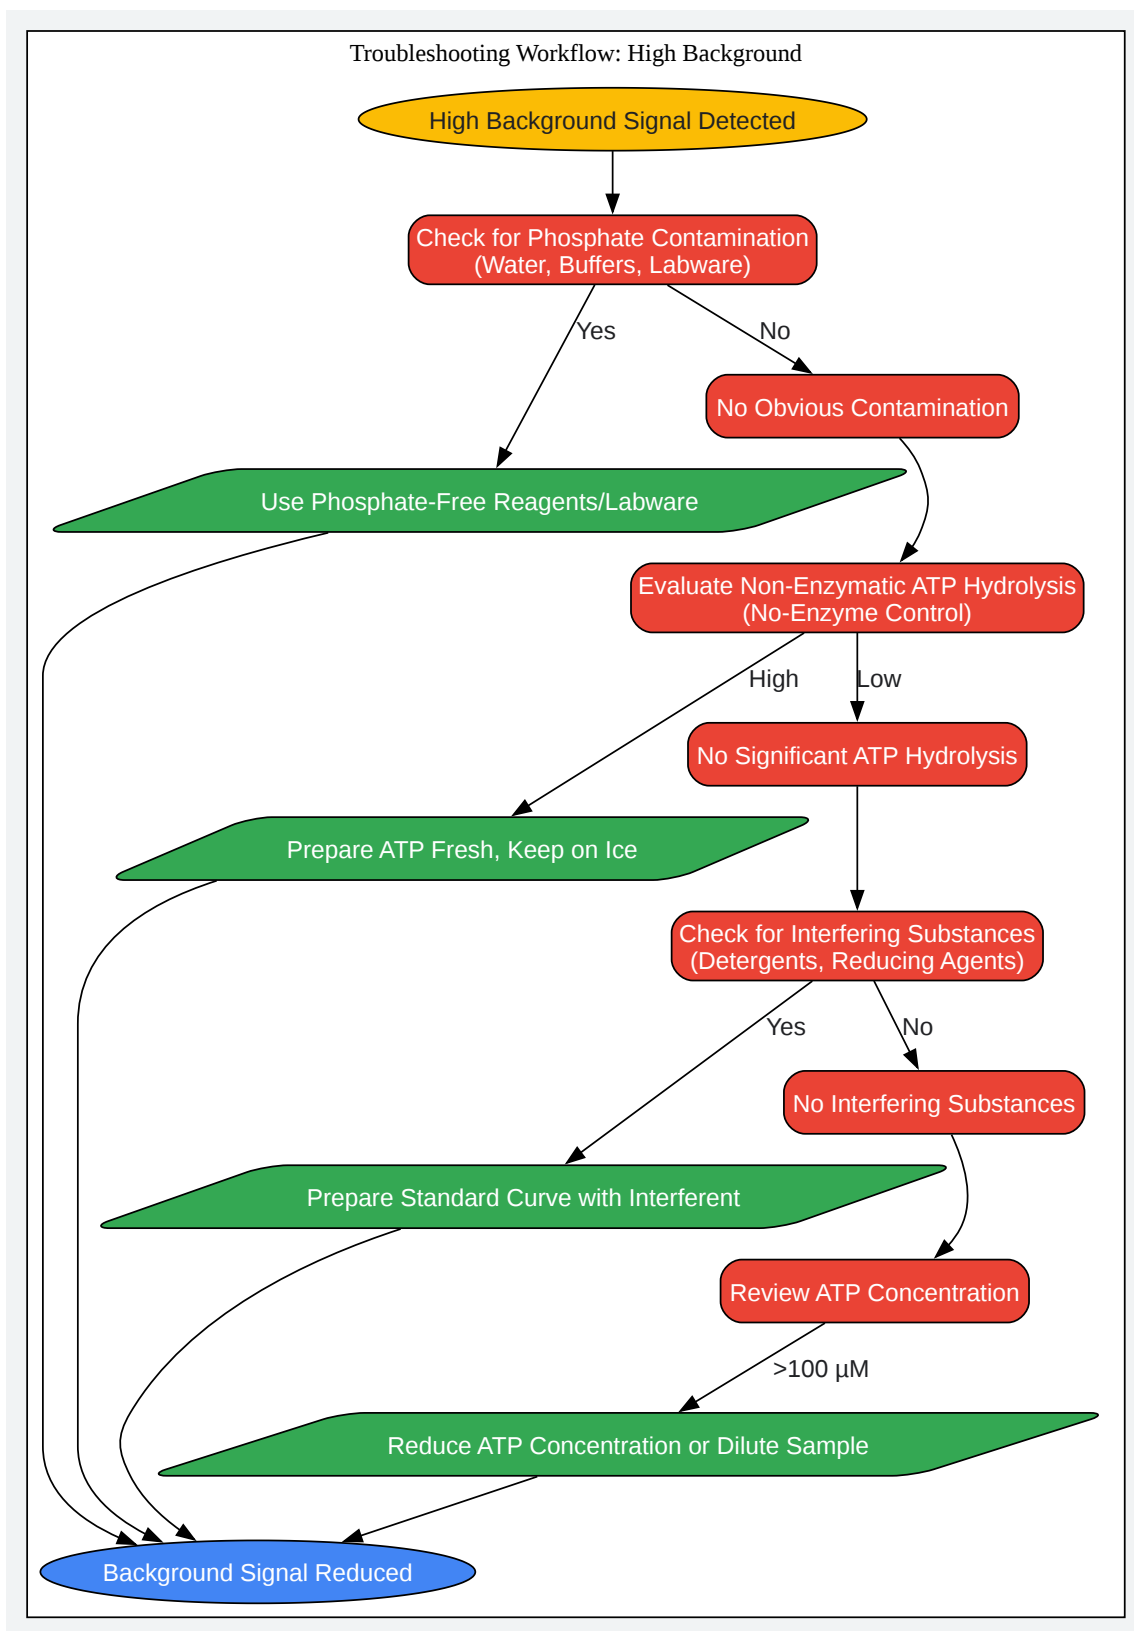 Troubleshooting Workflow: High Background
High Background Signal Detected
Check for Phosphate Contamination
(Water, Buffers, Labware)
Yes
No
No Obvious Contamination
Use Phosphate-Free Reagents/Labware
Evaluate Non-Enzymatic ATP Hydrolysis
(No-Enzyme Control)
High
Low
No Significant ATP Hydrolysis
Prepare ATP Fresh, Keep on Ice
Check for Interfering Substances
(Detergents, Reducing Agents)
Yes
No
No Interfering Substances
Prepare Standard Curve with Interferent
Review ATP Concentration
>100 µM
Reduce ATP Concentration or Dilute Sample
Background Signal Reduced